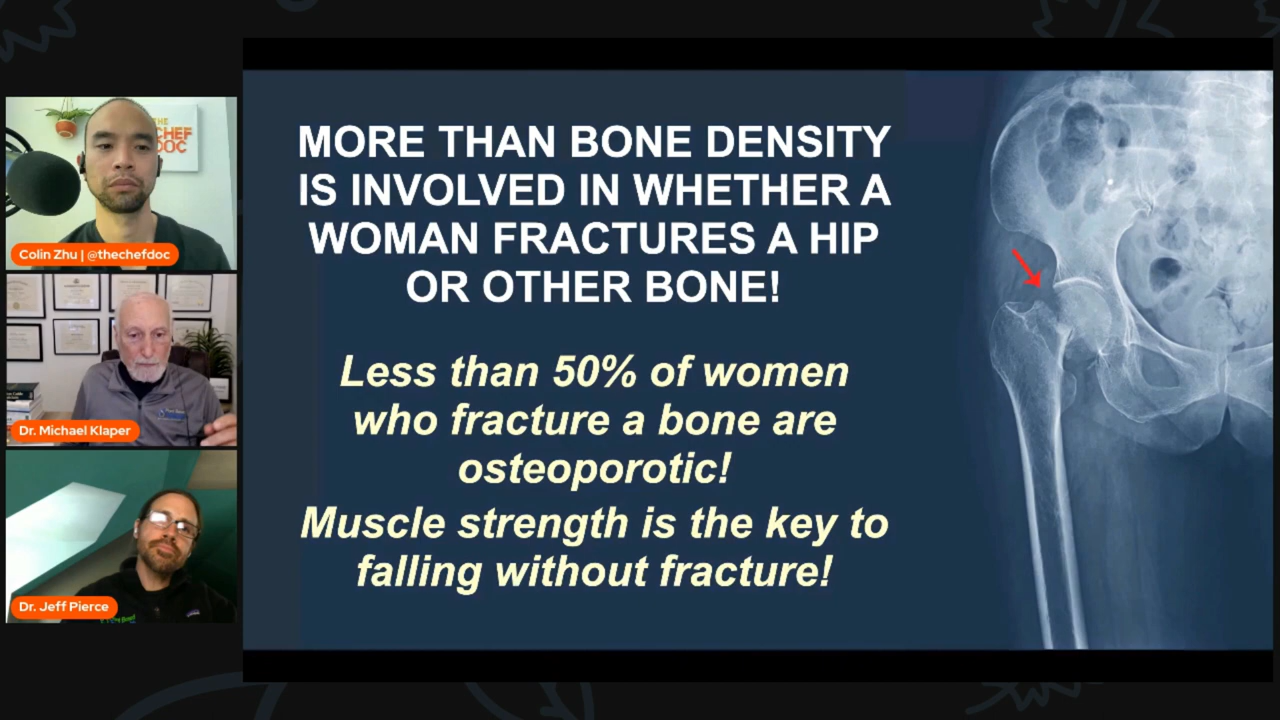 THE
CHEF
DOC
Colin Zhu | @thechefdoc
Dr. Michael Klaper
Dr. Jeff Pierce
MORE THAN BONE DENSITY
IS INVOLVED IN WHETHER A
WOMAN FRACTURES A HIP
OR OTHER BONE!
Less than 50% of women
who fracture a bone are
osteoporotic!
Muscle strength is the key to
falling without fracture!